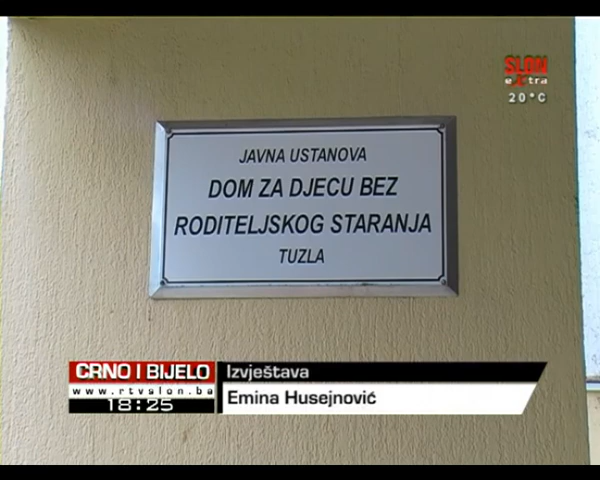 SLON
extra
20°C
JAVNA USTANOVA
DOM ZA DJECU BEZ
RODITELJSKOG STARANJA
TUZLA
CRNO I BIJELO
www.rtvslon.ba
18:25
Izvještava
Emina Husejnović